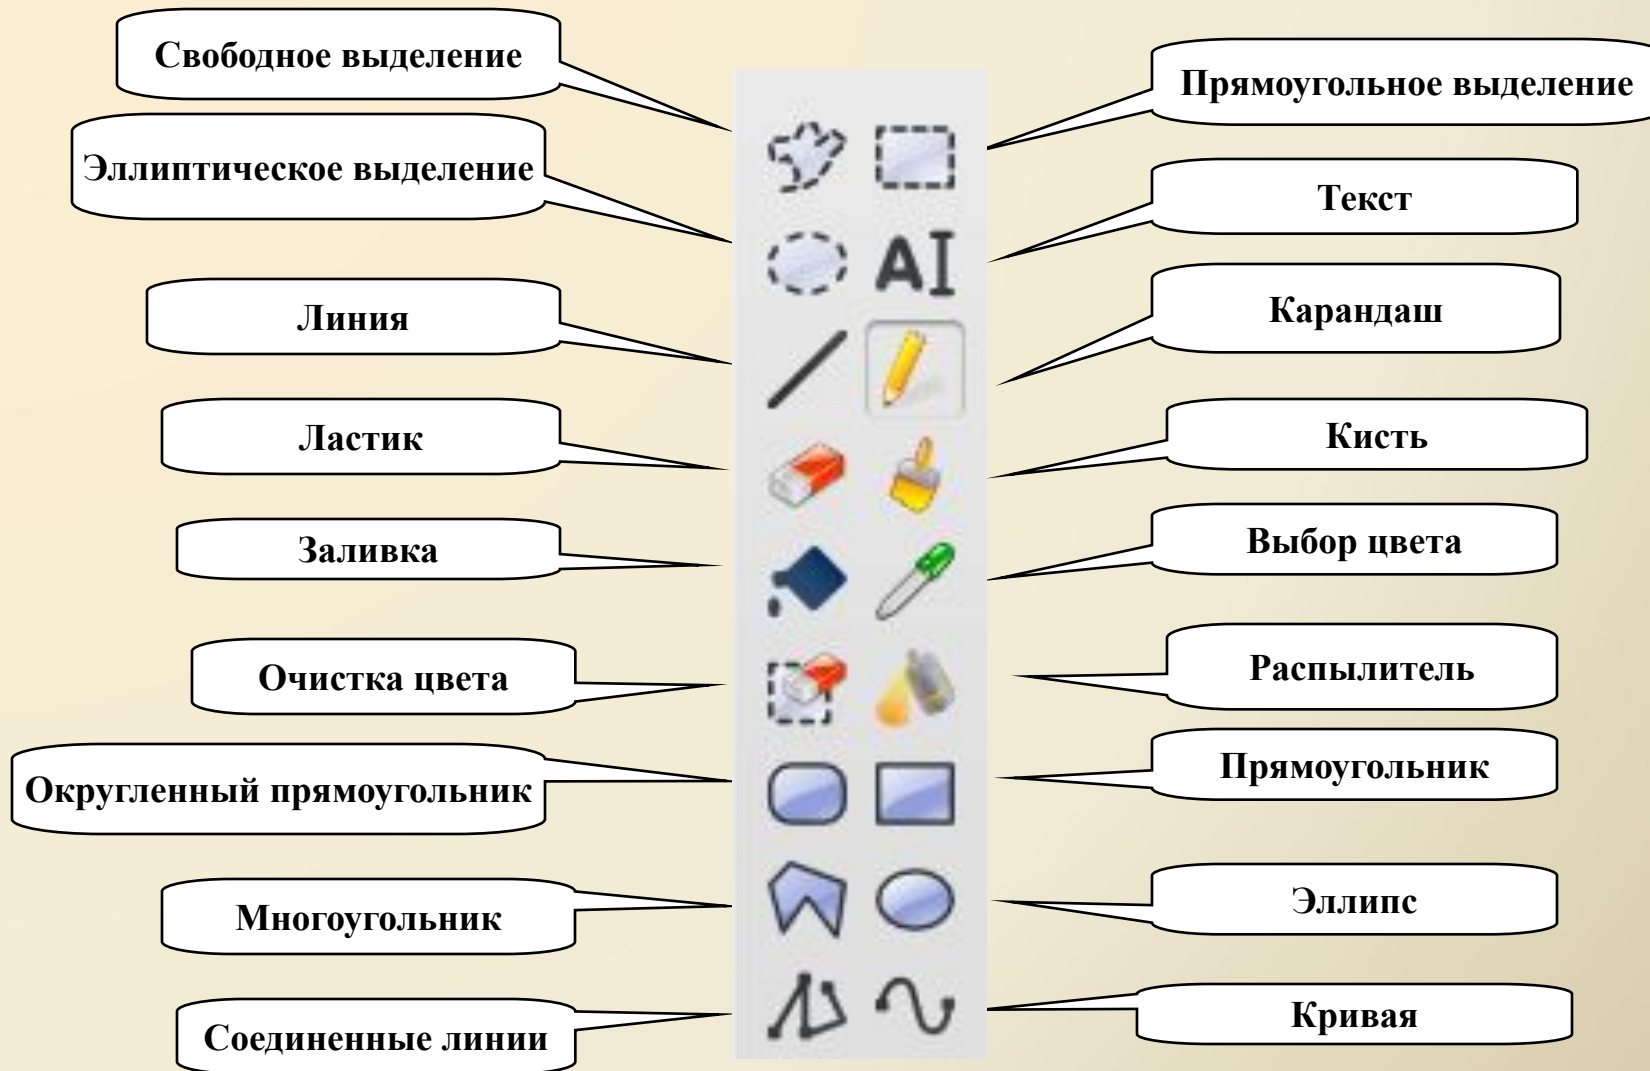 Свободное выделение
Прямоугольное выделение
Эллиптическое выделение
Текст
Линия
Карандаш
Ластик
Кисть
Заливка
Выбор цвета
Очистка цвета
Распылитель
Округленный прямоугольник
Прямоугольник
Многоугольник
Эллипс
Соединенные линии
Кривая
AI